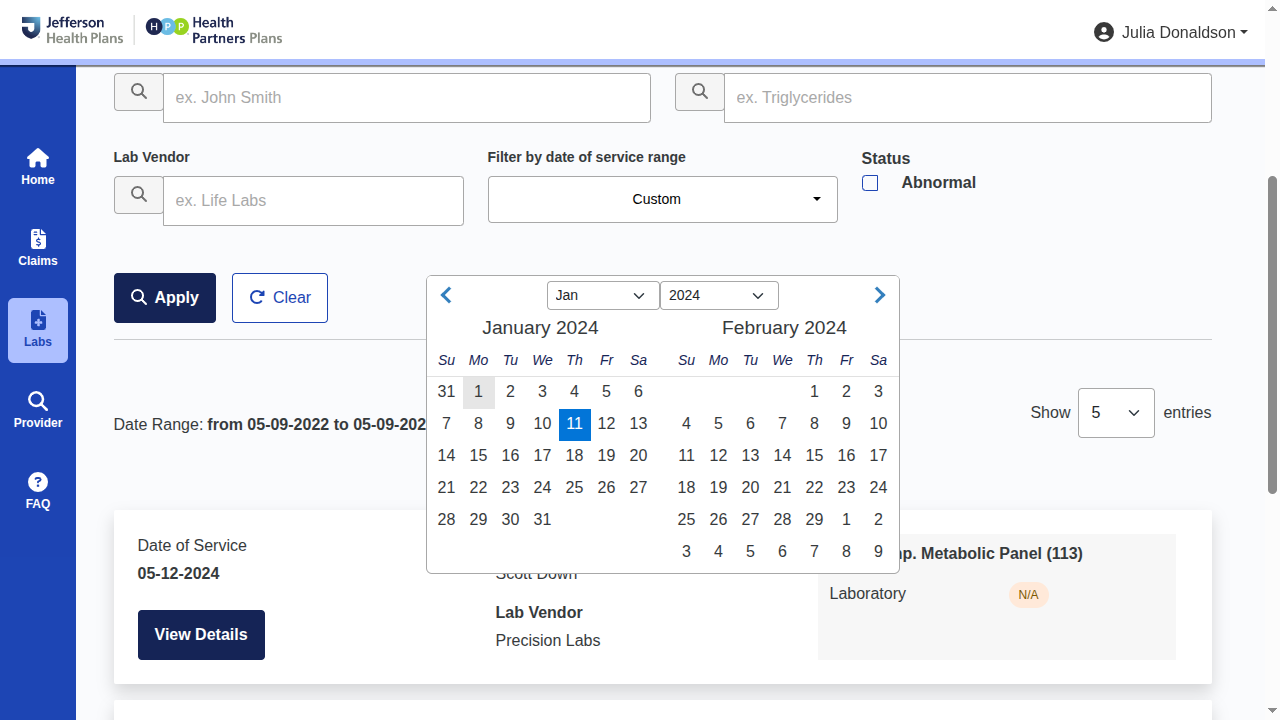 Jefferson
Health Plans
HPP
Health
Partners Plans
Julia Donaldson
ex. John Smith
ex. Triglycerides
Lab Vendor
Filter by date of service range
Status
ex. Life Labs
Custom
Abnormal
Home
Claims
Labs
Provider
FAQ
Apply
Clear
Jan
2024
January 2024
February 2024
Su Mo Tu We Th Fr Sa
Su Mo Tu We Th Fr Sa
31 1 2 3 4 5 6
1 2 3
7 8 9 10 11 12 13
4 5 6 7 8 9 10
14 15 16 17 18 19 20
11 12 13 14 15 16 17
21 22 23 24 25 26 27
18 19 20 21 22 23 24
28 29 30 31
25 26 27 28 29 1 2
3 4 5 6 7 8 9
Date Range: from 05-09-2022 to 05-09-202
Show 5 entries
Date of Service
05-12-2024
View Details
Scott Down
Lab Vendor
Precision Labs
Metabolic Panel (113)
Laboratory
N/A